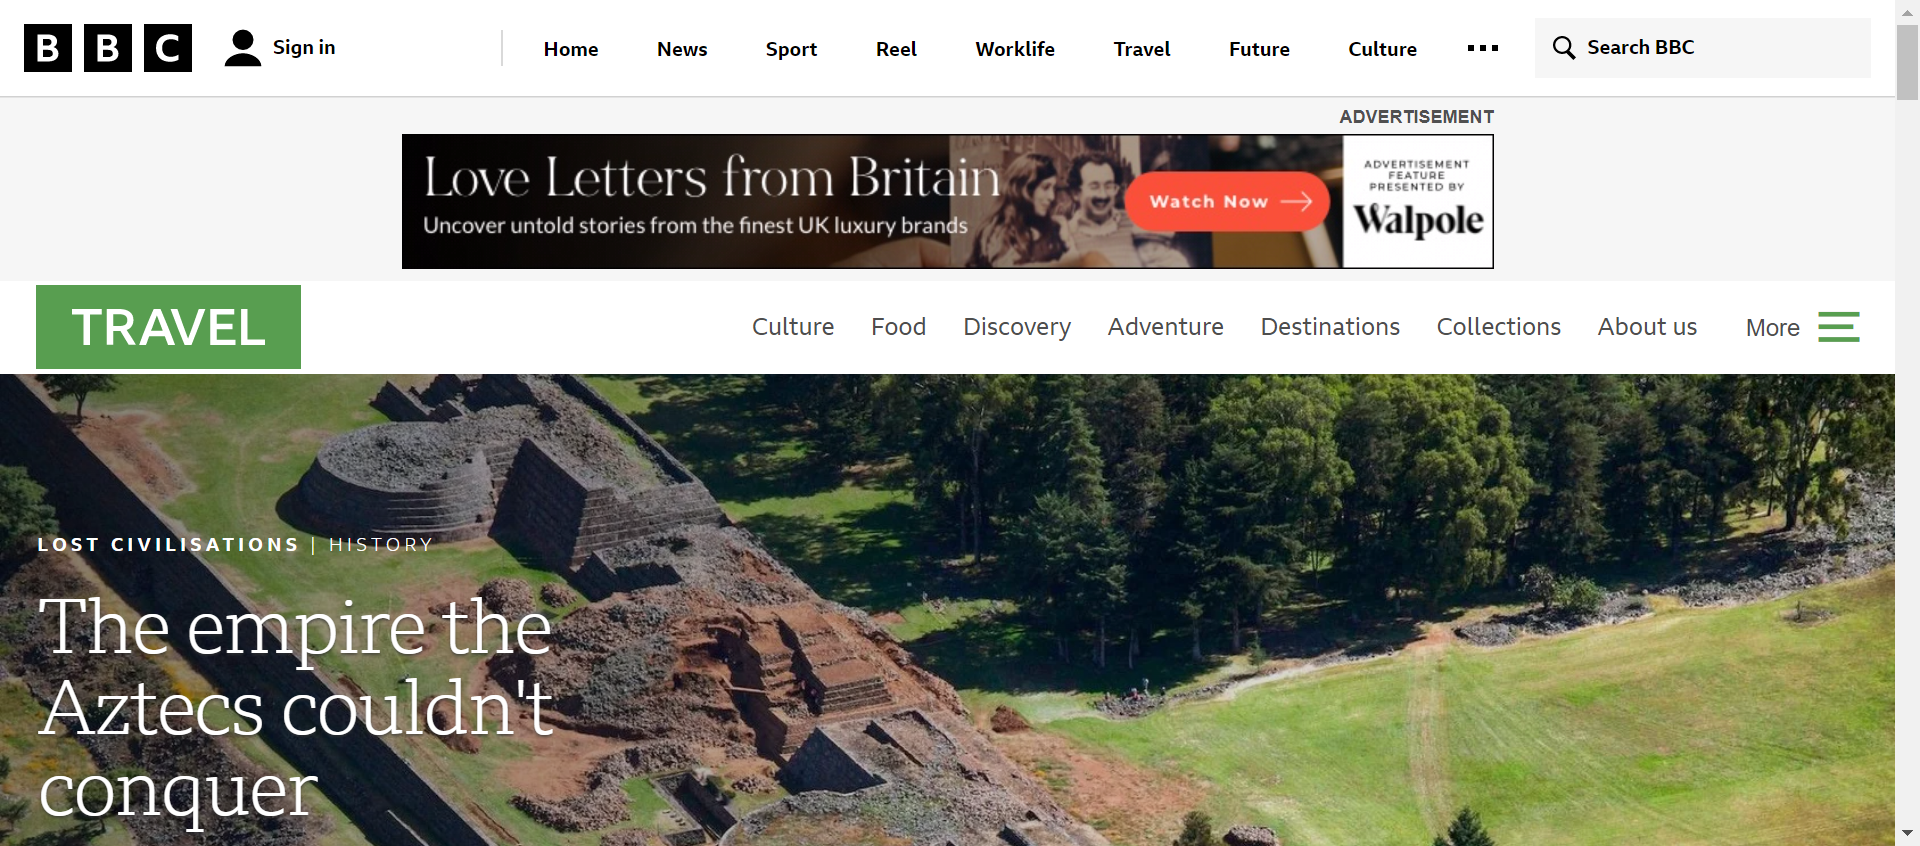 BBC
Sign in
Home News Sport Reel Worklife Travel Future Culture
Search BBC
ADVERTISEMENT
Love Letters from Britain
Uncover untold stories from the finest UK luxury brands
Watch Now
ADVERTISEMENT
FEATURE
PRESENTED BY
Walpole
TRAVEL
Culture Food Discovery Adventure Destinations Collections About us More
LOST CIVILISATIONS | HISTORY
The empire the
Aztecs couldn't
conquer